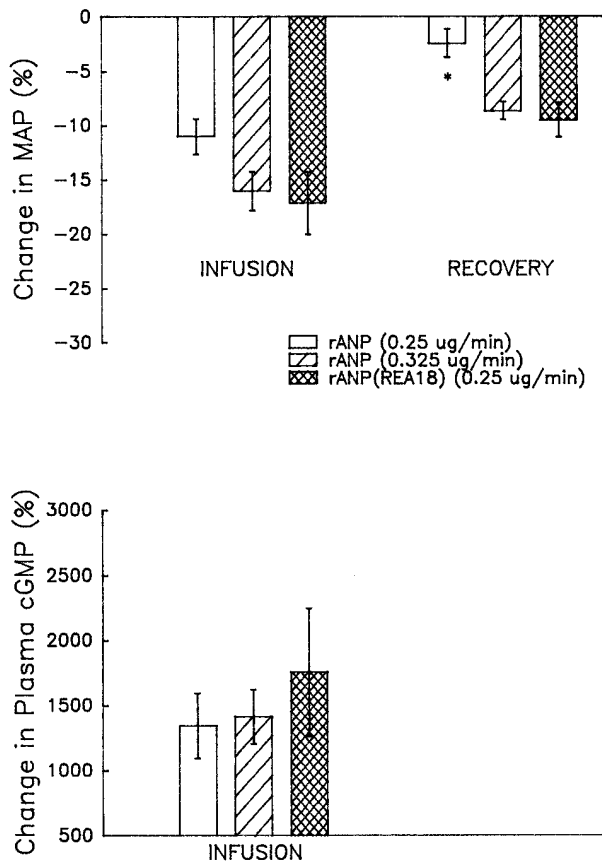 Change in MAP (%)
0
−5
−10
−15
−20
−25
−30
*
INFUSION
RECOVERY
rANP (0.25 ug/min)
rANP (0.325 ug/min)
rANP(REA18) (0.25 ug/min)
Change in Plasma cGMP (%)
3000
2500
2000
1500
1000
500
INFUSION